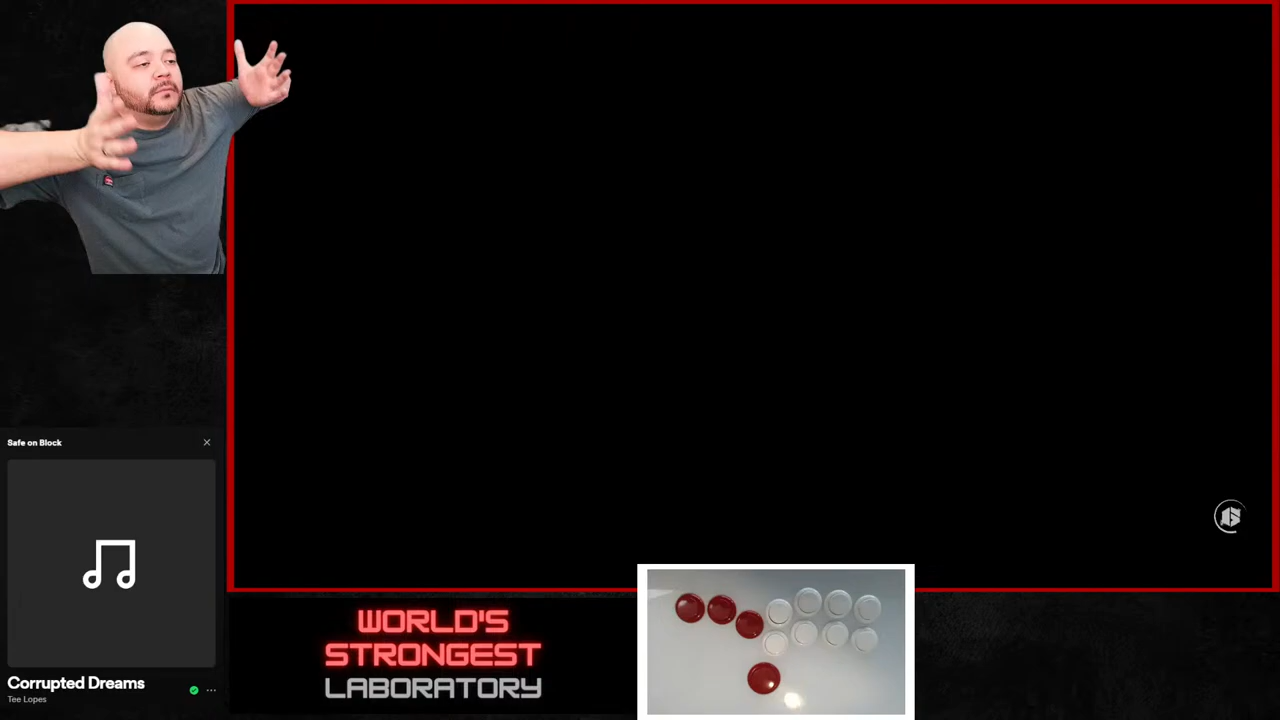 Safe on Block
Corrupted Dreams
Tee Lopes
WORLD'S
STRONGEST
LABORATORY